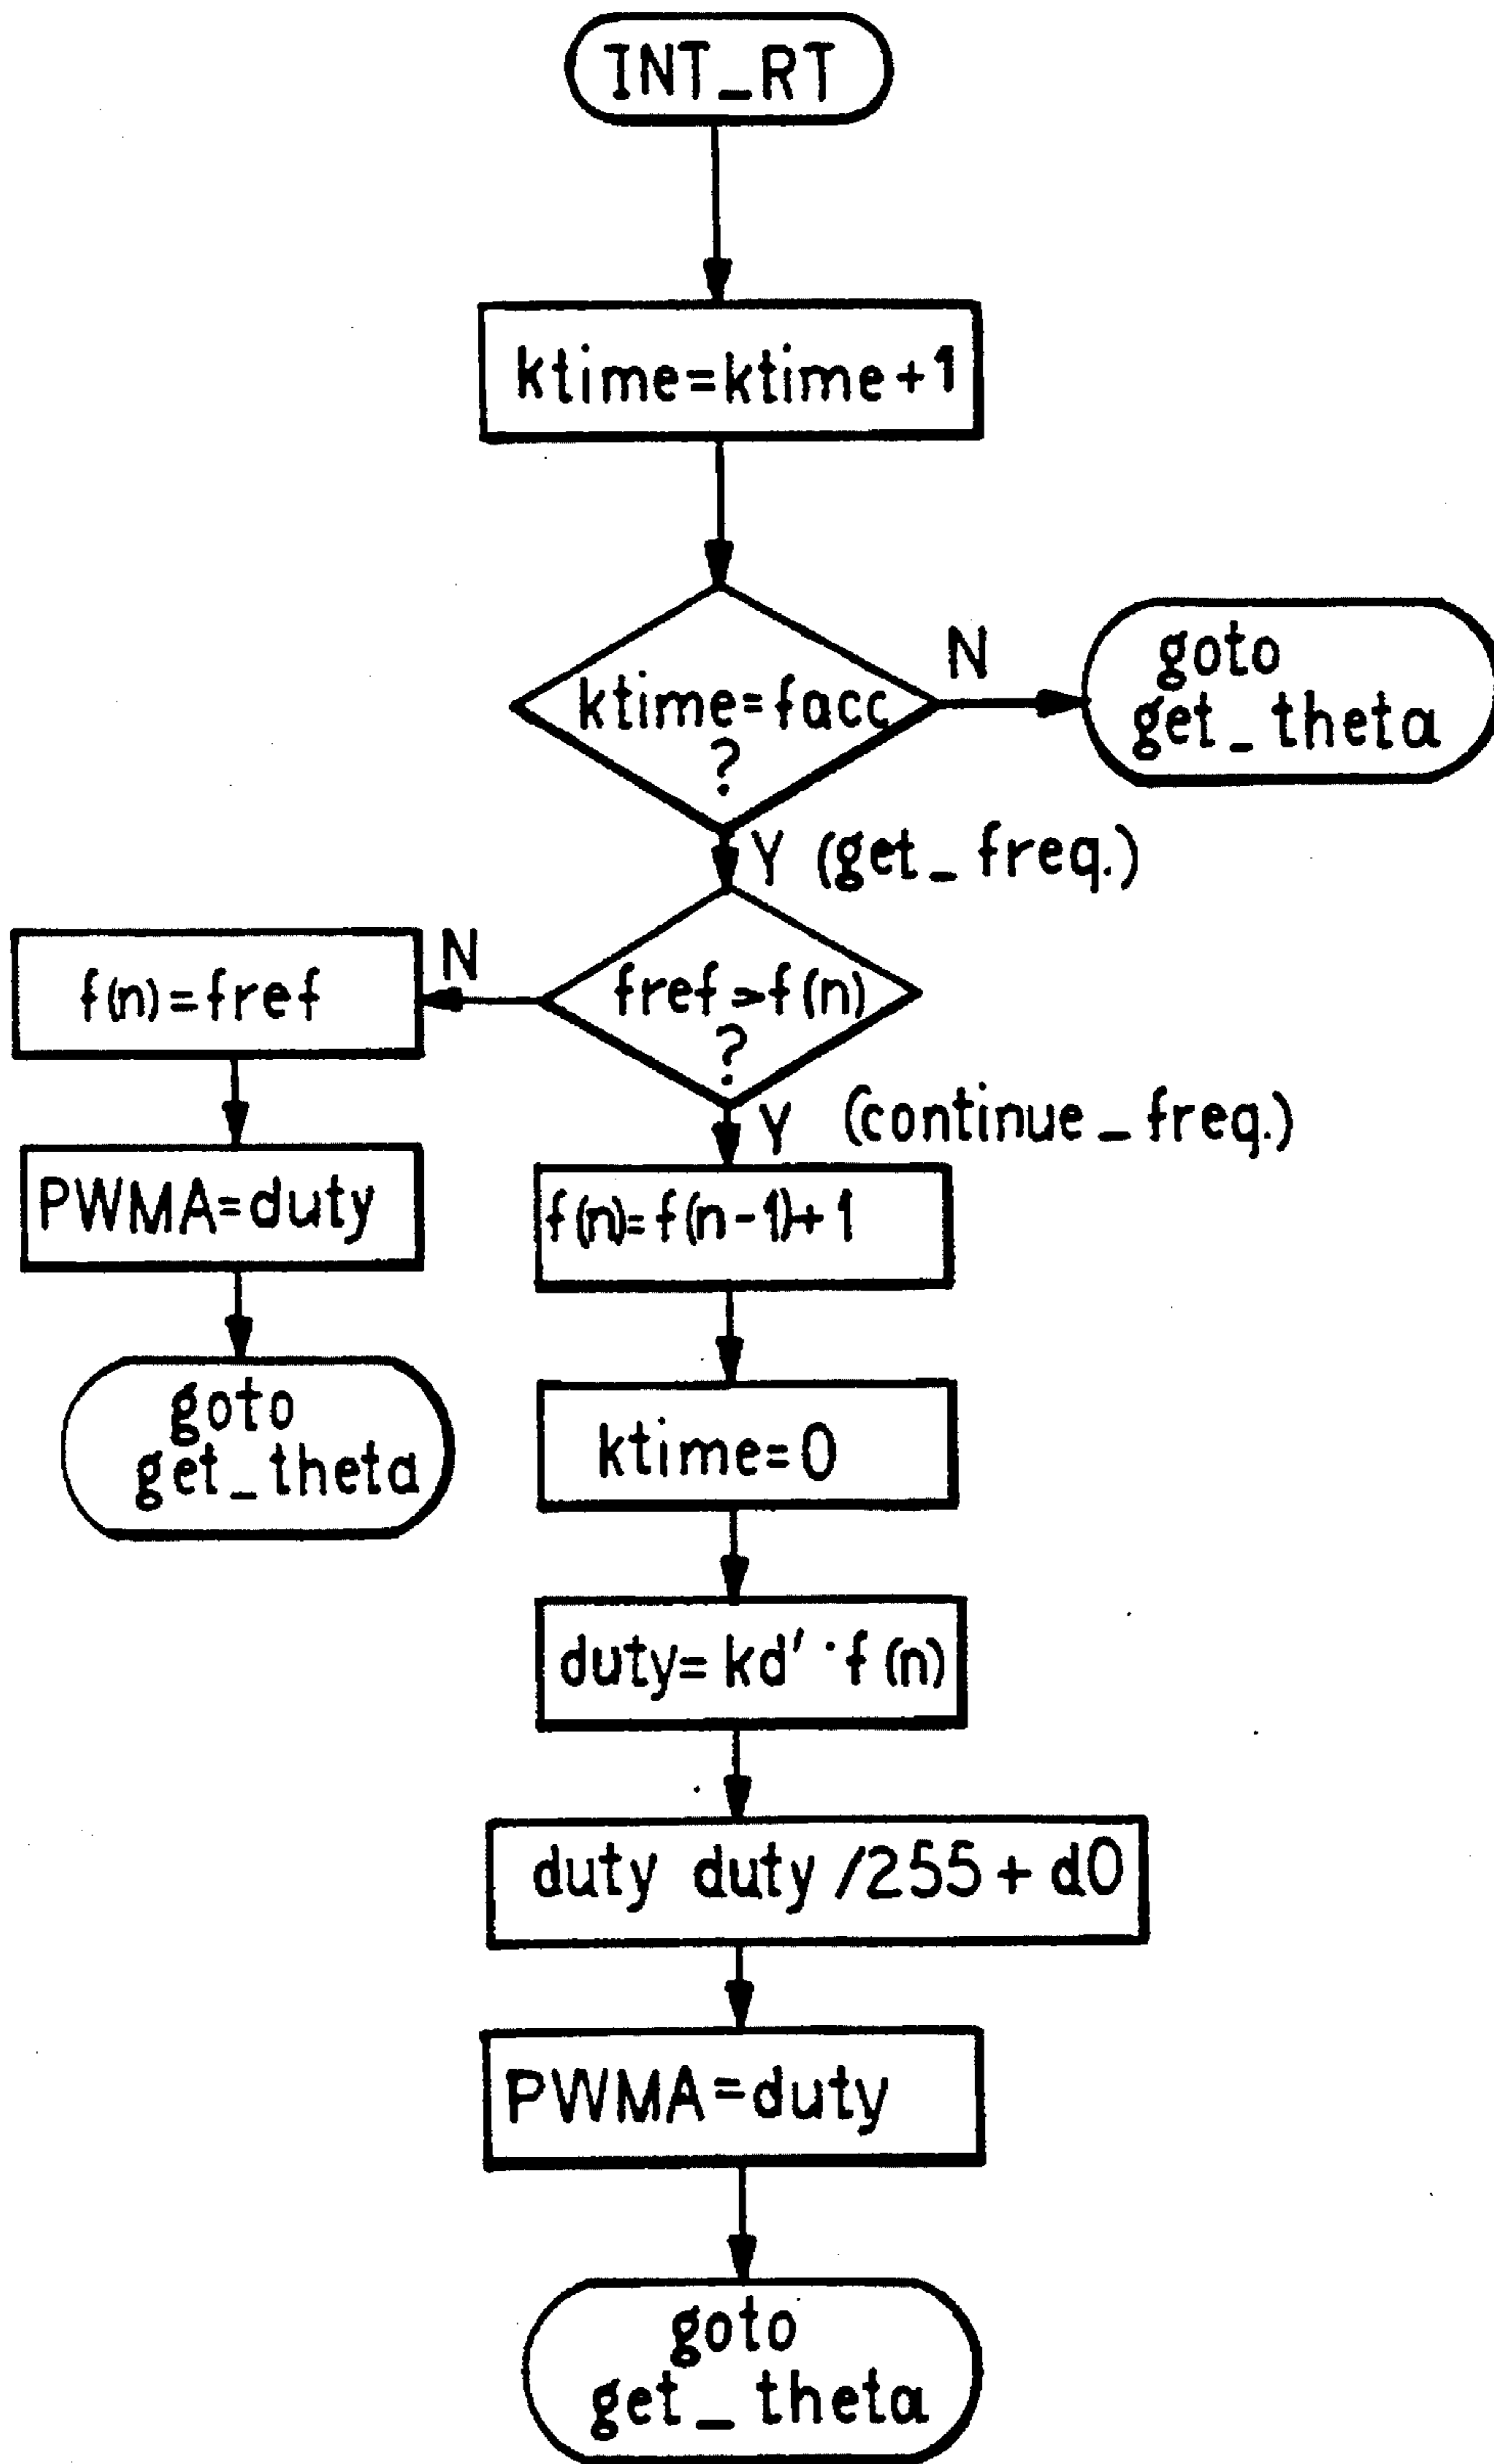 INT_RT
ktime=ktime+1
ktime=facc
?
N
goto
get_theta
Y (get_freq.)
fref>f(n)
?
N
f(n)=fref
PWMA=duty
goto
get_theta
Y (continue_freq.)
f(n)=f(n-1)+1
ktime=0
duty=kd'·f(n)
duty duty/255+d0
PWMA=duty
goto
get_theta